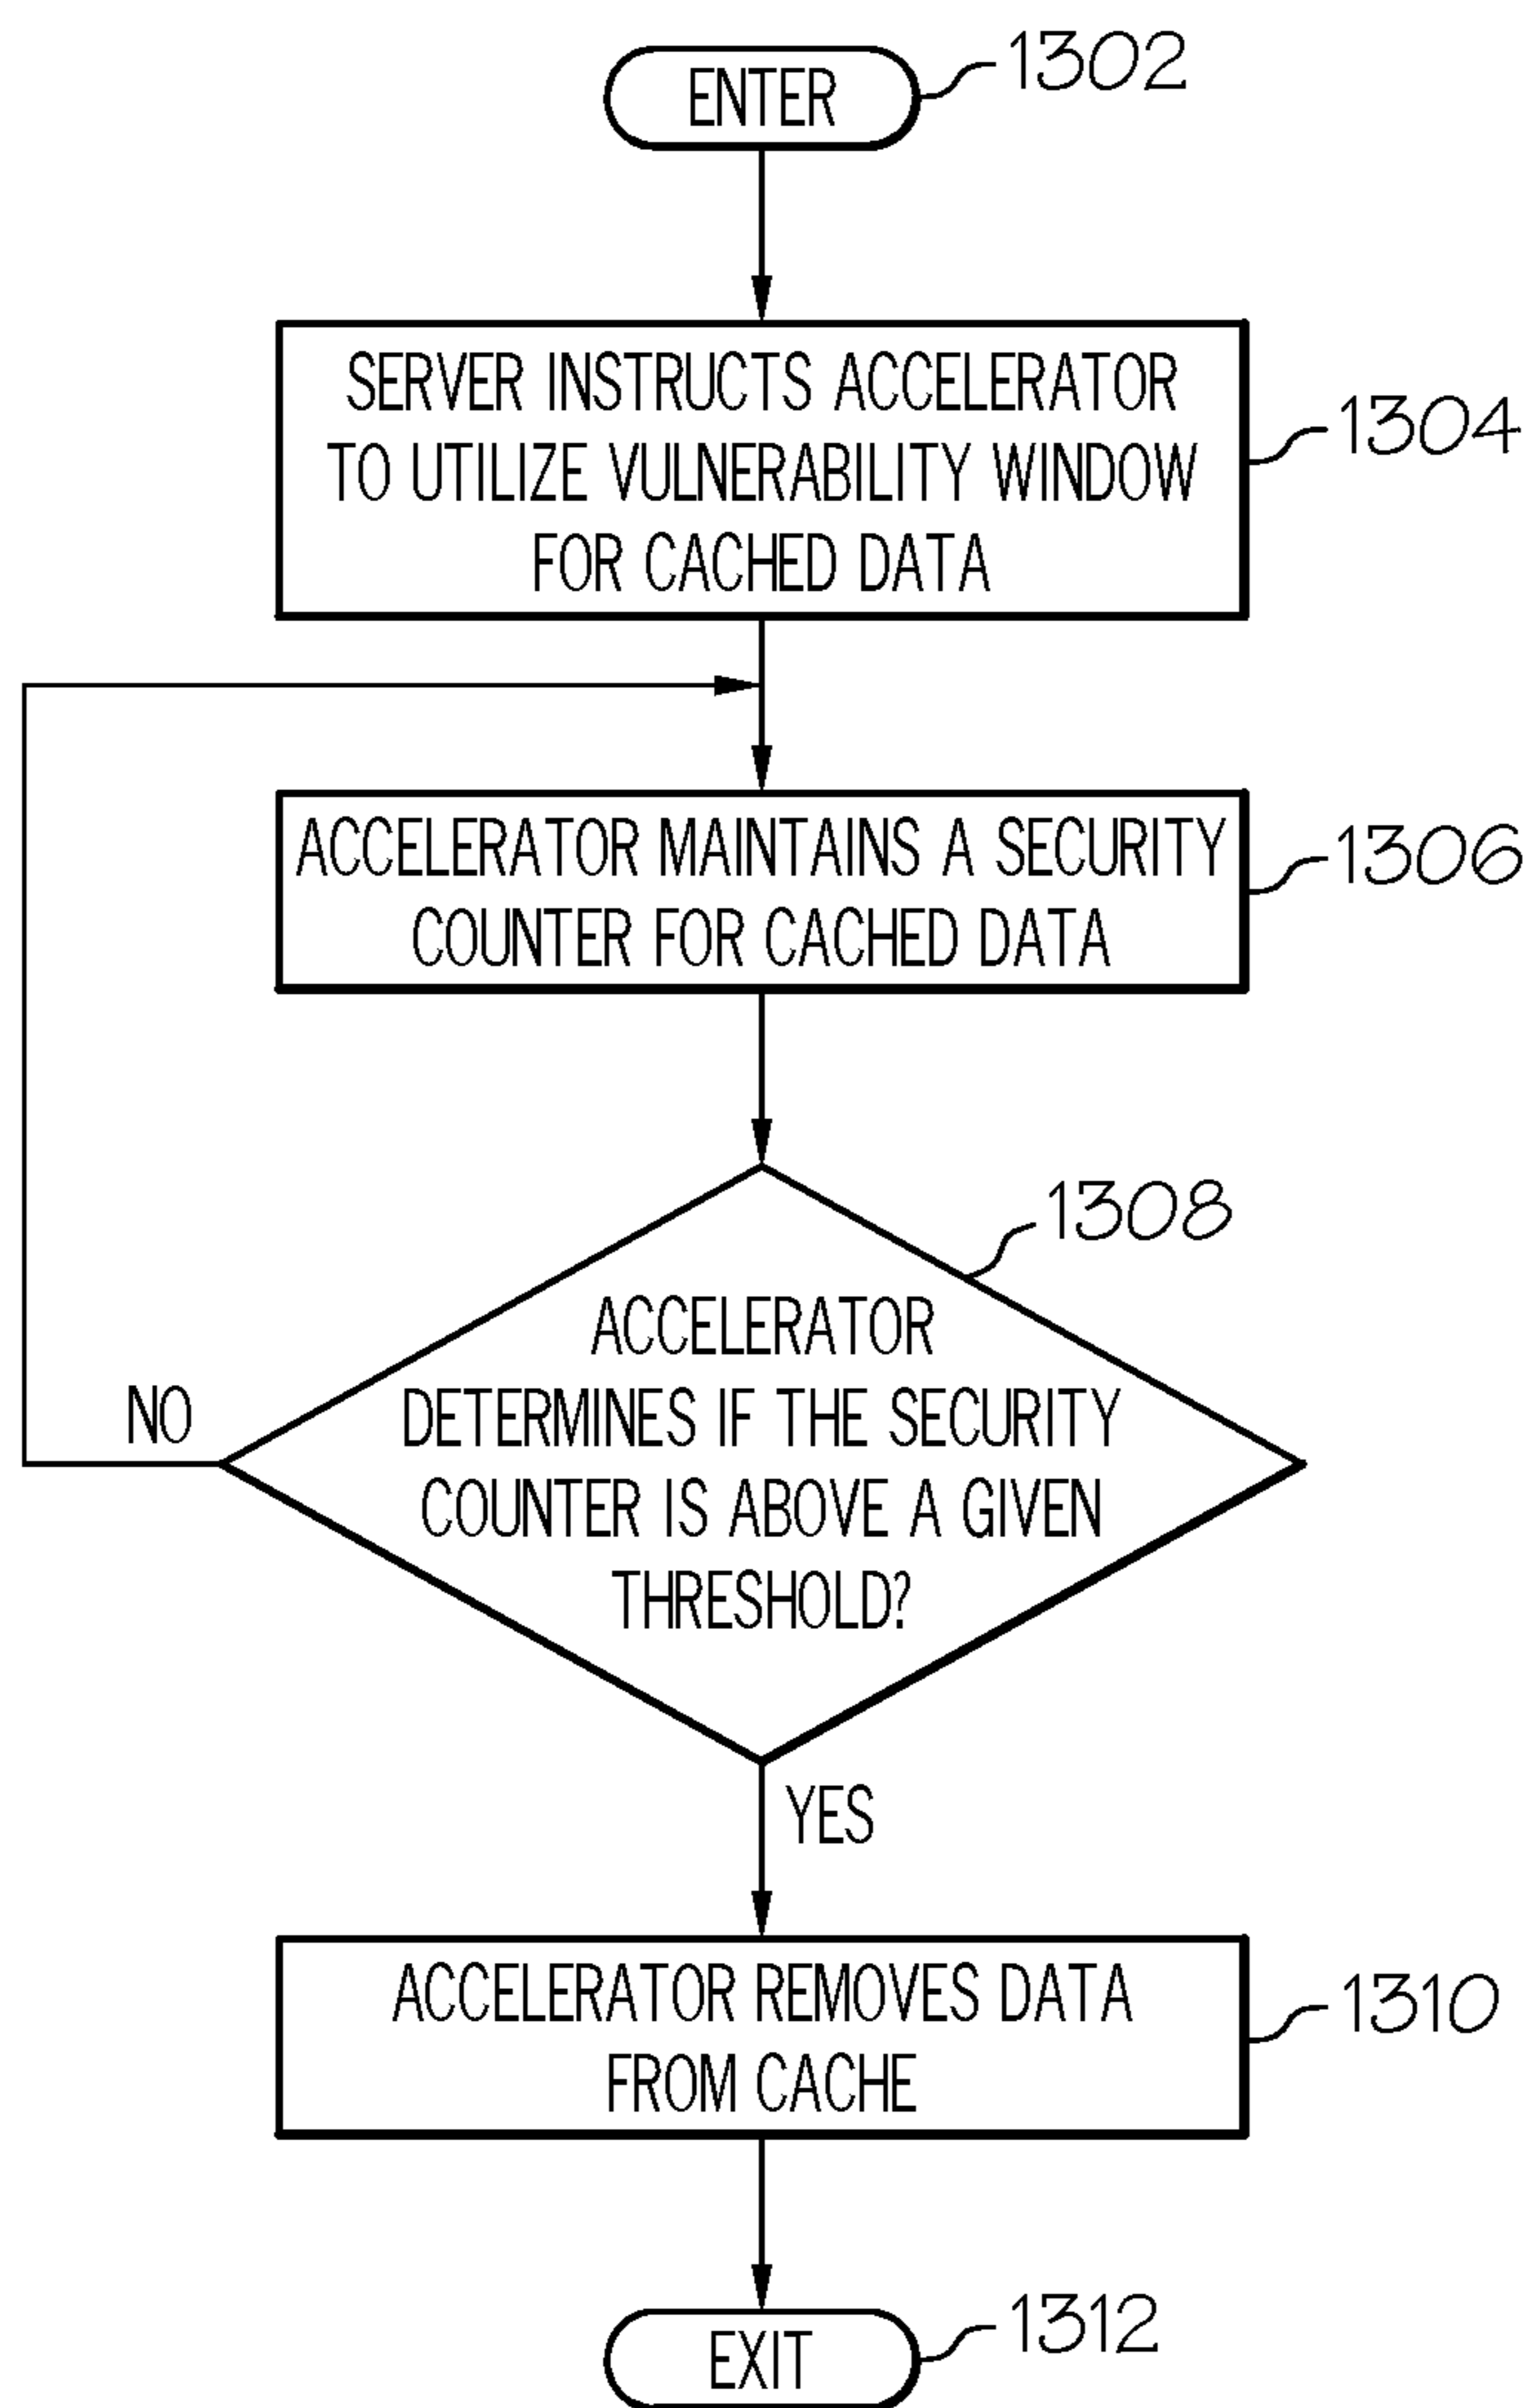 ENTER
1302
SERVER INSTRUCTS ACCELERATOR
TO UTILIZE VULNERABILITY WINDOW
FOR CACHED DATA
1304
ACCELERATOR MAINTAINS A SECURITY
COUNTER FOR CACHED DATA
1306
1308
ACCELERATOR
DETERMINES IF THE SECURITY
COUNTER IS ABOVE A GIVEN
THRESHOLD?
NO
YES
ACCELERATOR REMOVES DATA
FROM CACHE
1310
EXIT
1312